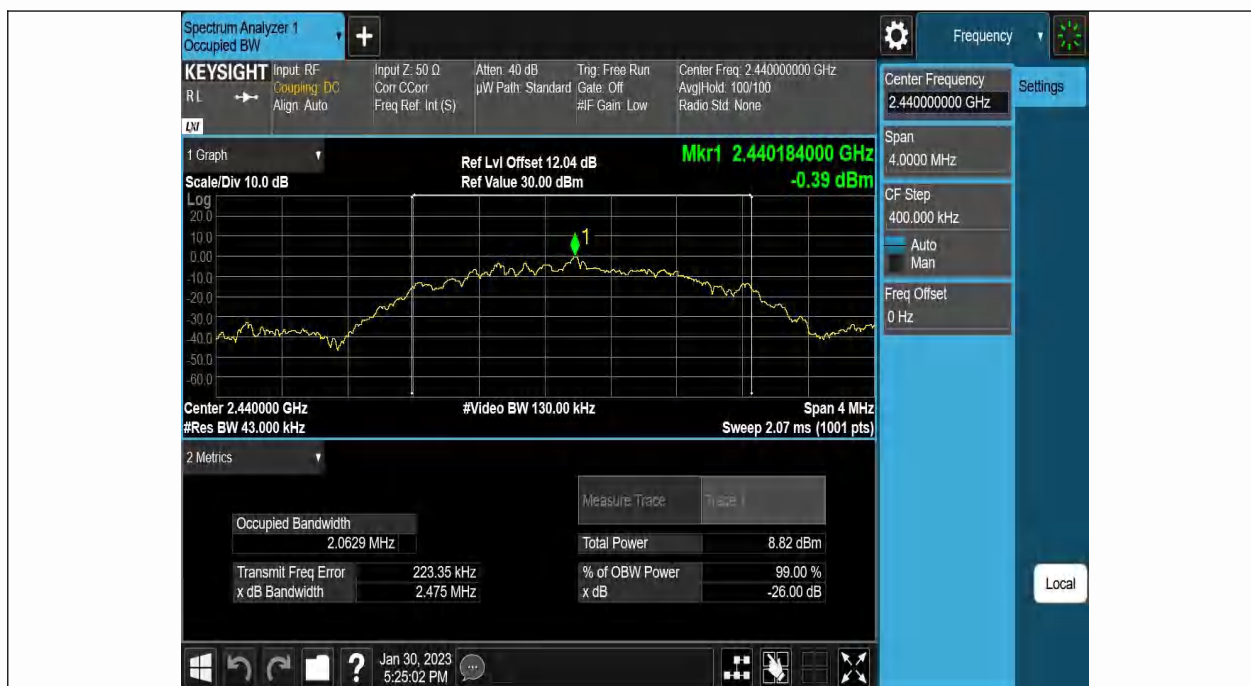 Spectrum Analyzer 1
Occupied BW
+
Frequency
KEYSIGHT
RL
LXI
Input: RF
Coupling: DC
Align: Auto
Input Z: 50 Ω
Corr CCorr
Freq Ref: Int (S)
Atten: 40 dB
µW Path: Standard
Trig: Free Run
Gate: Off
#IF Gain: Low
Center Freq: 2.440000000 GHz
Avg|Hold: 100/100
Radio Std: None
Center Frequency
2.440000000 GHz
Settings
Span
4.0000 MHz
CF Step
400.000 kHz
Auto
Man
Freq Offset
0 Hz
1 Graph
Scale/Div 10.0 dB
Ref Lvl Offset 12.04 dB
Ref Value 30.00 dBm
Mkr1 2.440184000 GHz
-0.39 dBm
Log
20.0
10.0
0.00
-10.0
-20.0
-30.0
-40.0
-50.0
-60.0
1
Center 2.440000 GHz
#Video BW 130.00 kHz
Span 4 MHz
#Res BW 43.000 kHz
Sweep 2.07 ms (1001 pts)
2 Metrics
Measure Trace
Trace 1
Occupied Bandwidth
2.0629 MHz
Total Power
8.82 dBm
Transmit Freq Error
223.35 kHz
% of OBW Power
99.00 %
x dB Bandwidth
2.475 MHz
x dB
-26.00 dB
Local
?
Jan 30, 2023
5:25:02 PM